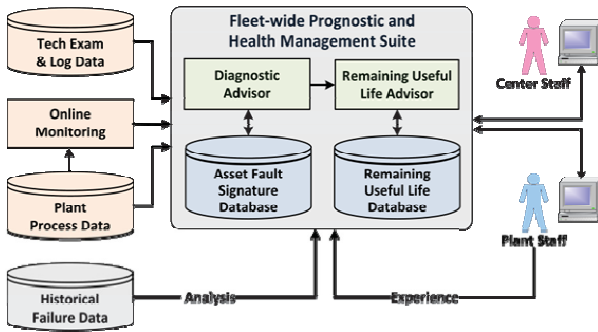 Fleet-wide Prognostic and
Health Management Suite
Tech Exam
& Log Data
Diagnostic
Advisor
Remaining Useful
Life Advisor
Center Staff
Online
Monitoring
Asset Fault
Signature
Database
Remaining
Useful Life
Database
Plant
Process Data
Plant Staff
Historical
Failure Data
Analysis
Experience